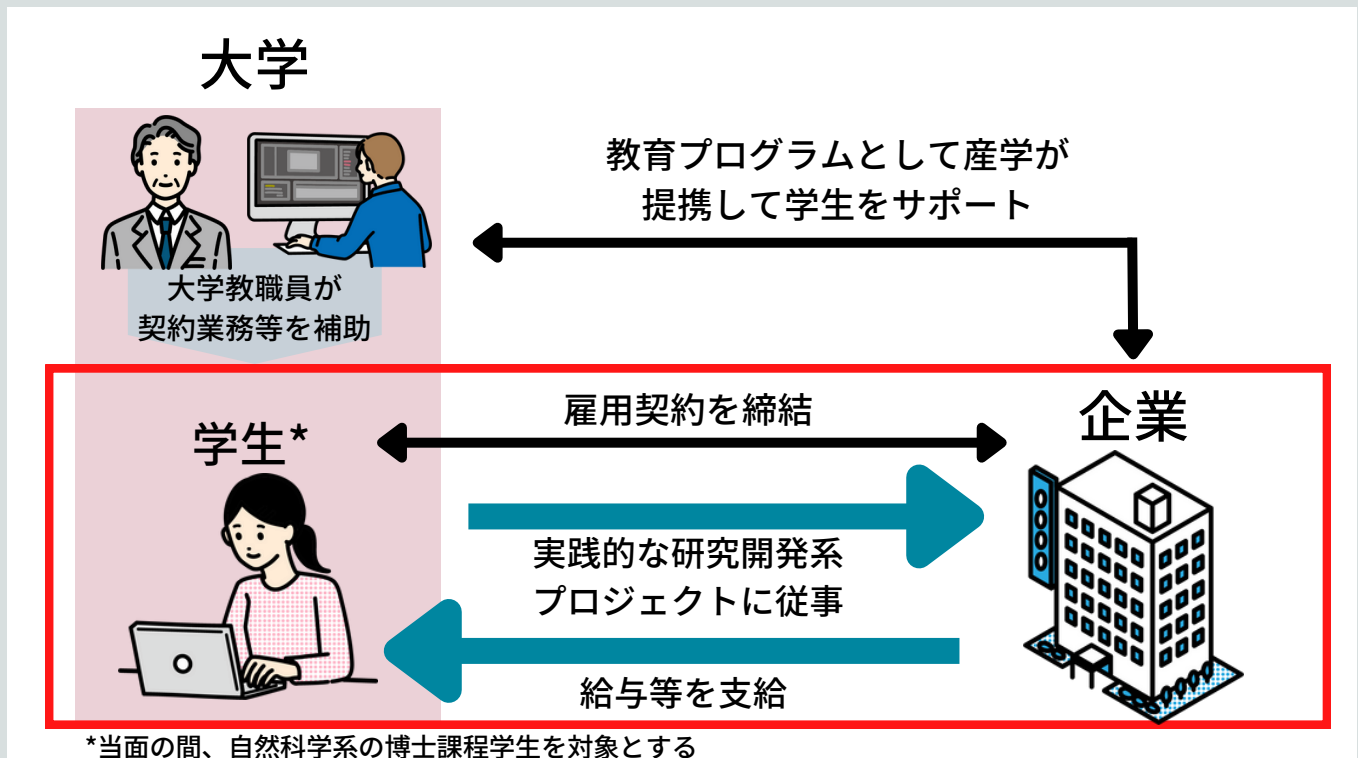 大学
教育プログラムとして産学が
提携して学生をサポート
大学教職員が
契約業務等を補助
雇用契約を締結
学生*
企業
実践的な研究開発系
プロジェクトに従事
給与等を支給
*当面の間、自然科学系の博士課程学生を対象とする